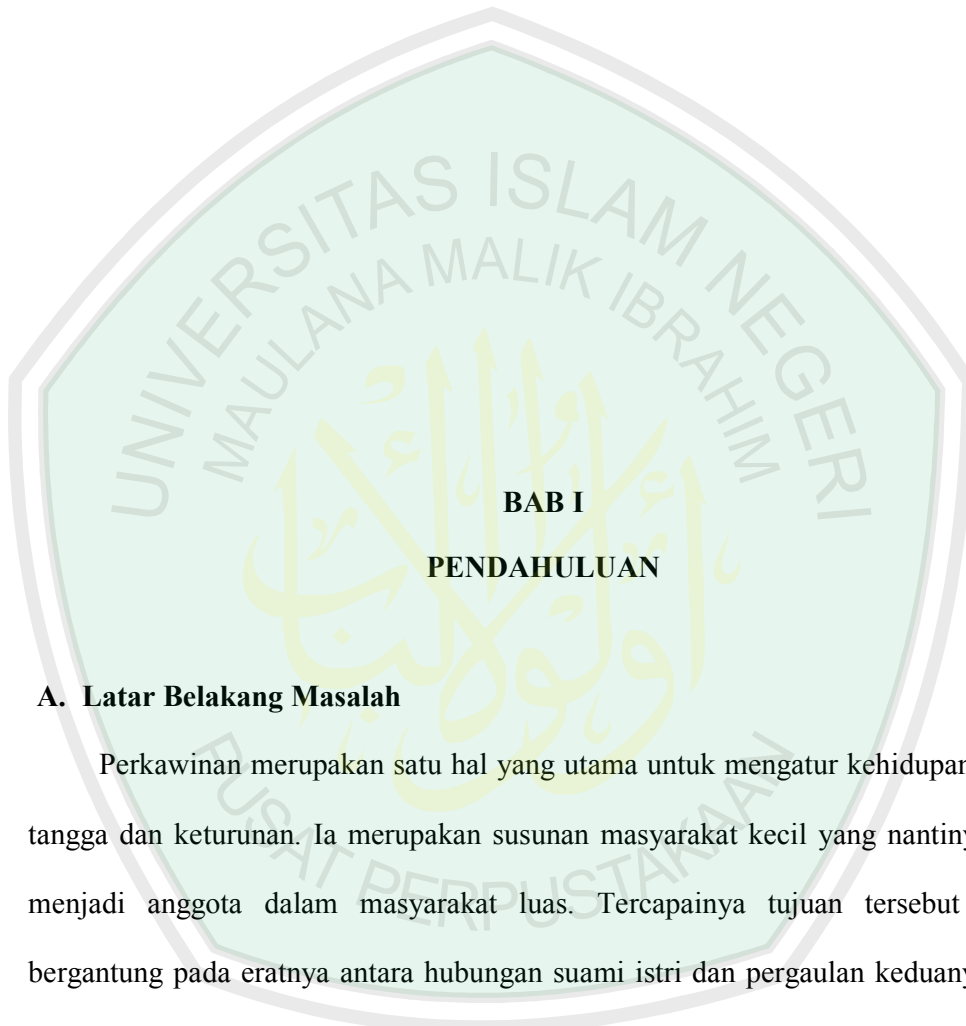 UNIVERSITAS ISLAM NEGERI
MAULANA MALIK IBRAHIM
BAB I
PENDAHULUAN
A. Latar Belakang Masalah
Perkawinan merupakan satu hal yang utama untuk mengatur kehidupan
tangga dan keturunan. Ia merupakan susunan masyarakat kecil yang nantiny
menjadi anggota dalam masyarakat luas. Tercapainya tujuan tersebut
bergantung pada eratnya antara hubungan suami istri dan pergaulan keduany
PUSAT PERPUSTAKAAN